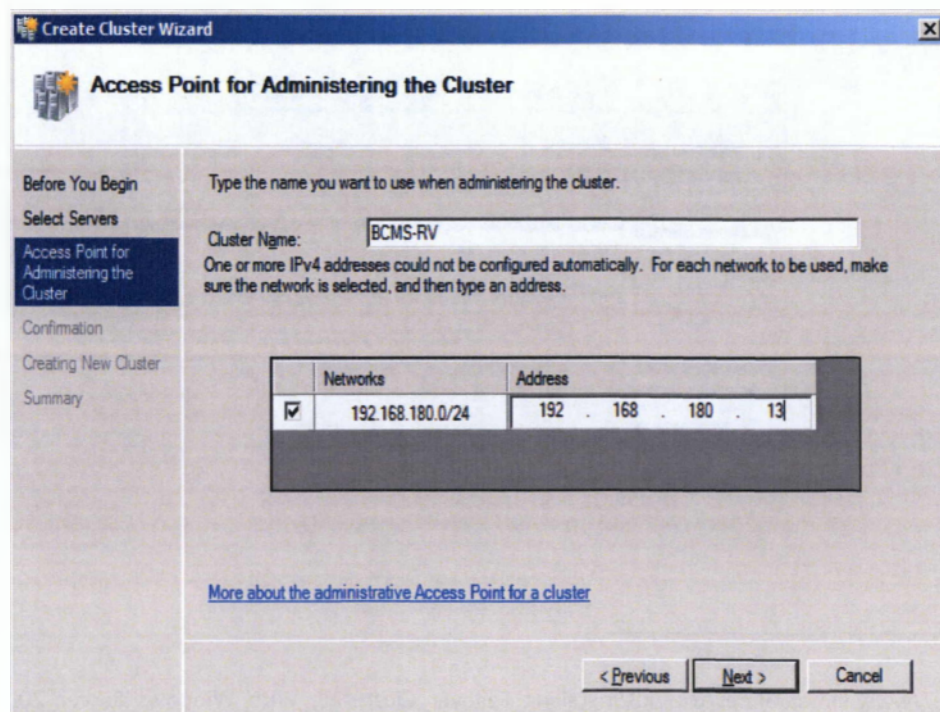 Create Cluster Wizard
Access Point for Administering the Cluster
Before You Begin
Select Servers
Access Point for
Administering the
Cluster
Confirmation
Creating New Cluster
Summary
Type the name you want to use when administering the cluster.
Cluster Name: BCMS-RV
One or more IPv4 addresses could not be configured automatically. For each network to be used, make
sure the network is selected, and then type an address.
Networks Address
192.168.180.0/24 192 . 168 . 180 . 13
More about the administrative Access Point for a cluster
< Previous Next > Cancel